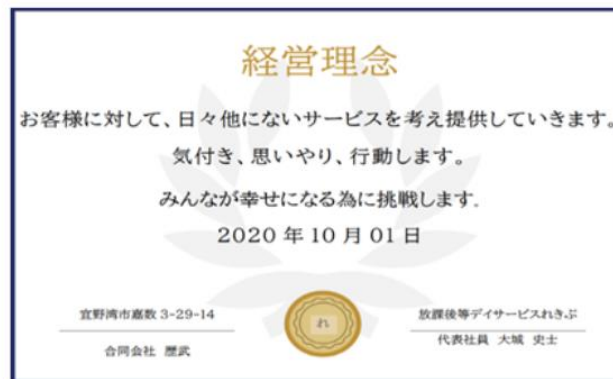 経営理念
お客様に対して、日々他にないサービスを考え提供していきます。
気付き、思いやり、行動します。
みんなが幸せになる為に挑戦します.
2020 年 10 月 01 日
宜野湾市嘉数 3-29-14
合同会社 歴武
れ
放課後等デイサービスれきぶ
代表社員 大城 史士